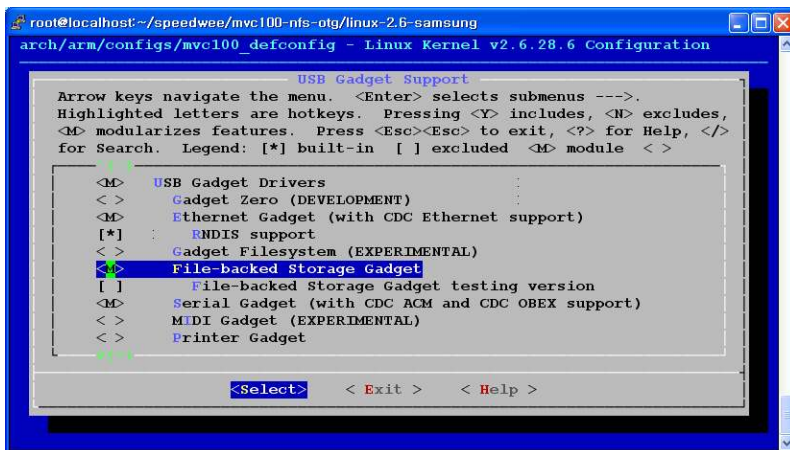 root@localhost:~/speedwee/mvc100-nfs-otg/linux-2.6-samsung
arch/arm/configs/mvc100_defconfig - Linux Kernel v2.6.28.6 Configuration
USB Gadget Support
Arrow keys navigate the menu. <Enter> selects submenus --->.
Highlighted letters are hotkeys. Pressing <Y> includes, <N> excludes,
<M> modularizes features. Press <Esc><Esc> to exit, <?> for Help, </>
for Search. Legend: [*] built-in [ ] excluded <M> module < >
^(-)
<M> USB Gadget Drivers
< > Gadget Zero (DEVELOPMENT)
<M> Ethernet Gadget (with CDC Ethernet support)
[*] RNDIS support
< > Gadget Filesystem (EXPERIMENTAL)
<M> File-backed Storage Gadget
[ ] File-backed Storage Gadget testing version
<M> Serial Gadget (with CDC ACM and CDC OBEX support)
< > MIDI Gadget (EXPERIMENTAL)
< > Printer Gadget
<Select> < Exit > < Help >